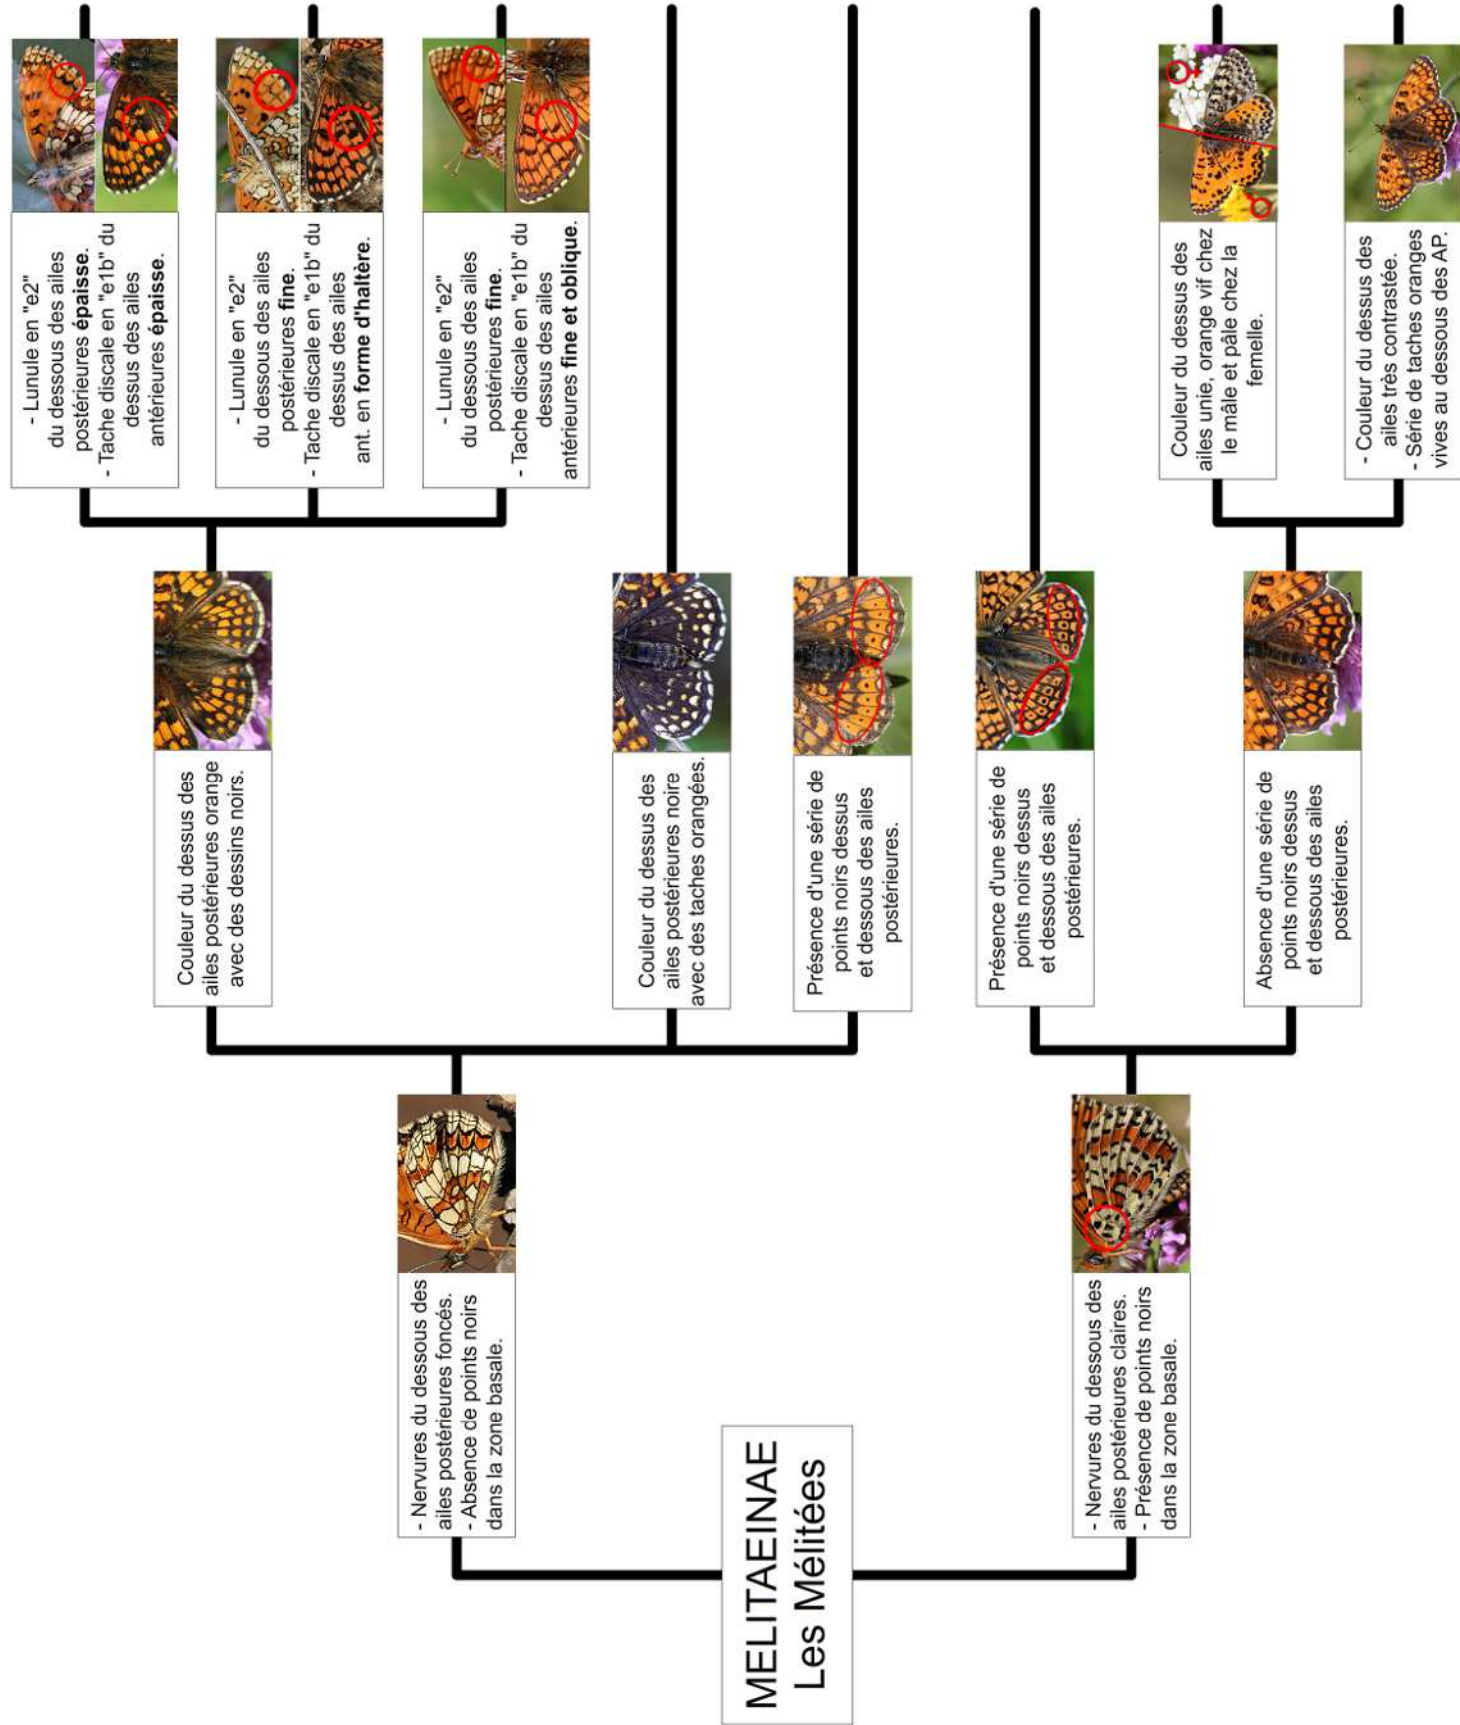 MELITAEINAE
Les Mélitées
- Nervures du dessous des
ailes postérieures foncés.
- Absence de points noirs
dans la zone basale.
- Nervures du dessous des
ailes postérieures claires.
- Présence de points noirs
dans la zone basale.
Couleur du dessus des
ailes postérieures orange
avec des dessins noirs.
Couleur du dessus des
ailes postérieures noire
avec des taches orangées.
Présence d'une série de
points noirs dessus
et dessous des ailes
postérieures.
Présence d'une série de
points noirs dessus
et dessous des ailes
postérieures.
Absence d'une série de
points noirs dessus
et dessous des ailes
postérieures.
- Lunule en "e2"
du dessous des ailes
postérieures épaisse.
- Tache discale en "e1b" du
dessus des ailes
antérieures épaisse.
- Lunule en "e2"
du dessous des ailes
postérieures fine.
- Tache discale en "e1b" du
dessus des ailes
ant. en forme d'haltère.
- Lunule en "e2"
du dessous des ailes
postérieures fine.
- Tache discale en "e1b" du
dessus des ailes
antérieures fine et oblique.
Couleur du dessus des
ailes unie, orange vif chez
le mâle et pâle chez la
femelle.
- Couleur du dessus des
ailes très contrastée.
- Série de taches oranges
vives au dessous des AP.